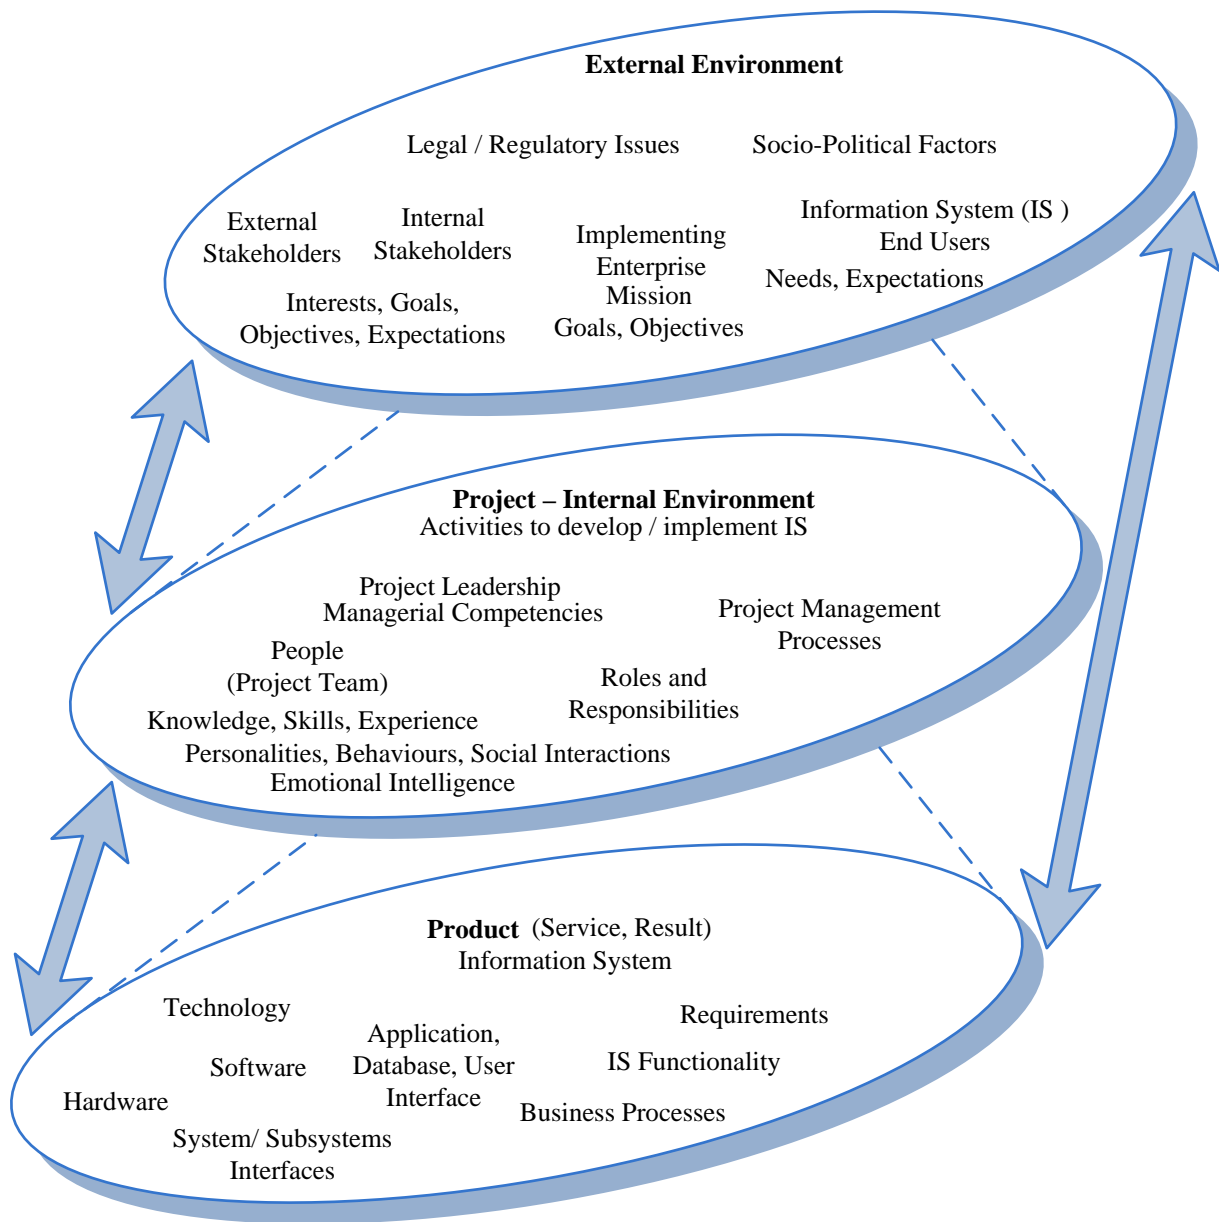 External Environment
Legal / Regulatory Issues
Socio-Political Factors
External
Stakeholders
Internal
Stakeholders
Interests, Goals,
Objectives, Expectations
Implementing
Enterprise
Mission
Goals, Objectives
Information System (IS )
End Users
Needs, Expectations
Project – Internal Environment
Activities to develop / implement IS
Project Leadership
Managerial Competencies
Project Management
Processes
People
(Project Team)
Roles and
Responsibilities
Knowledge, Skills, Experience
Personalities, Behaviours, Social Interactions
Emotional Intelligence
Product (Service, Result)
Information System
Technology
Software
Hardware
Application,
Database, User
Interface
Requirements
IS Functionality
Business Processes
System/ Subsystems
Interfaces